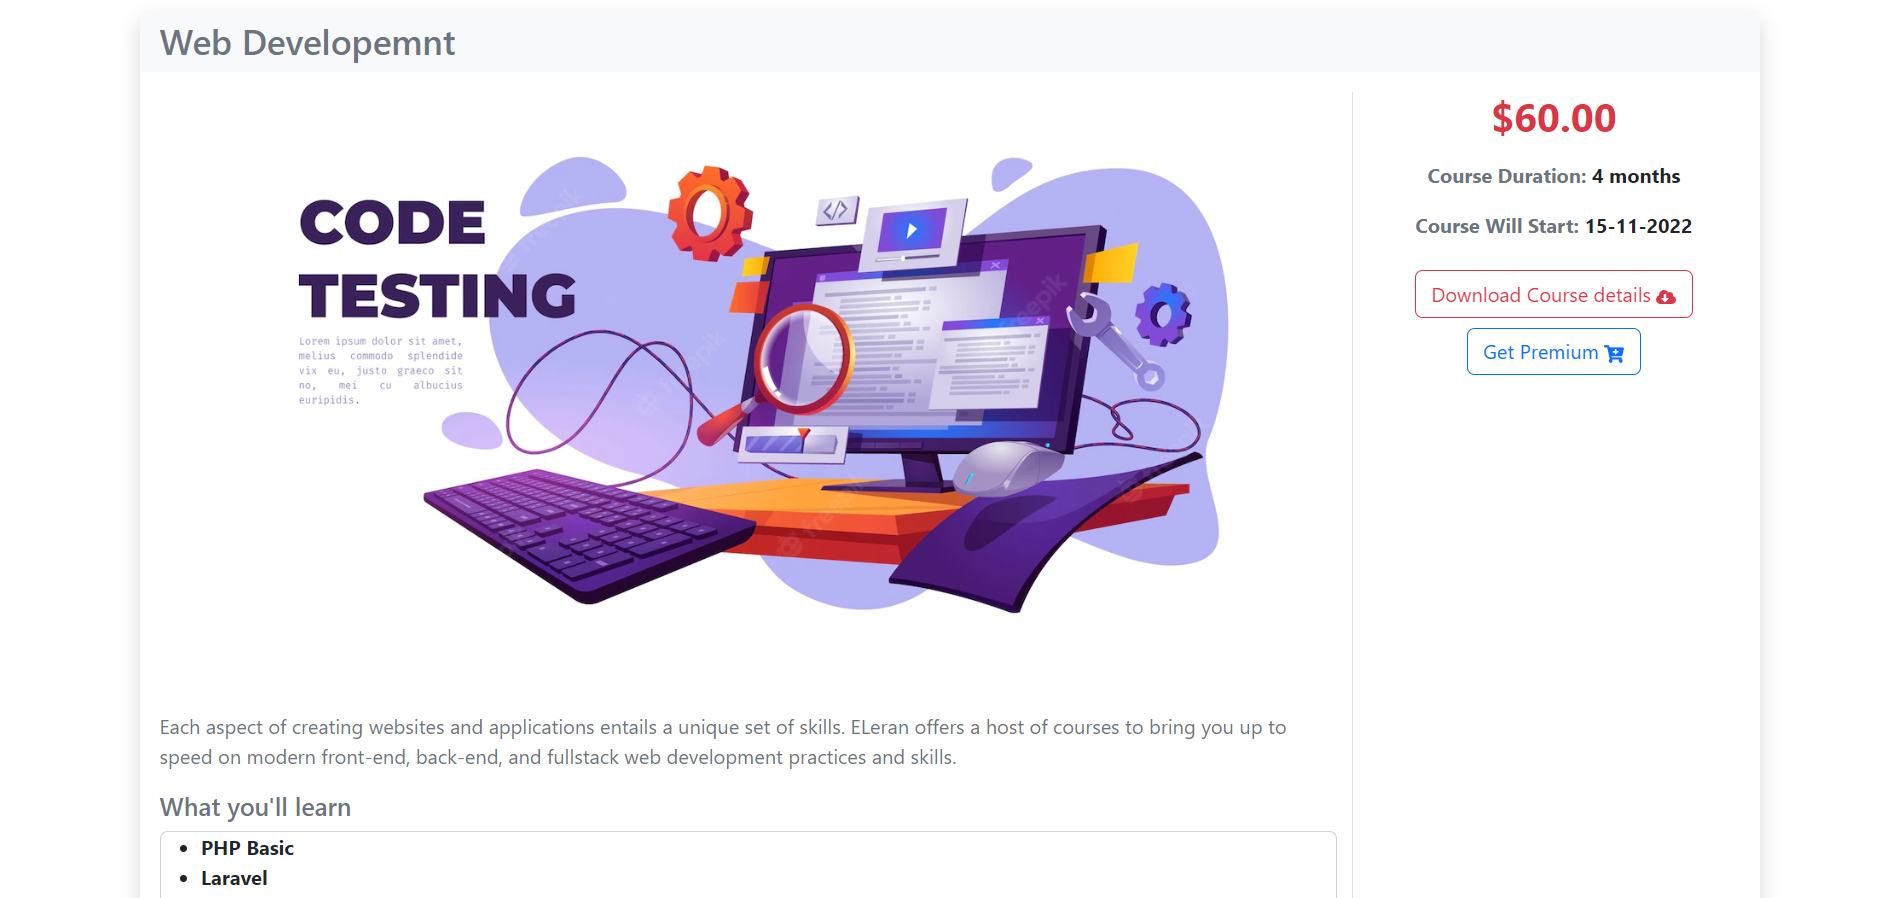 Web Developemnt
$60.00
Course Duration: 4 months
Course Will Start: 15-11-2022
Download Course details
Get Premium
CODE
TESTING
Lorem ipsum dolor sit amet,
melius commodo splendide
vix eu, justo graeco sit
no, mei cu albucius
euripidis.
</>
freepik
freepik
freepik
freepik
Each aspect of creating websites and applications entails a unique set of skills. ELeran offers a host of courses to bring you up to
speed on modern front-end, back-end, and fullstack web development practices and skills.
What you'll learn
• PHP Basic
• Laravel